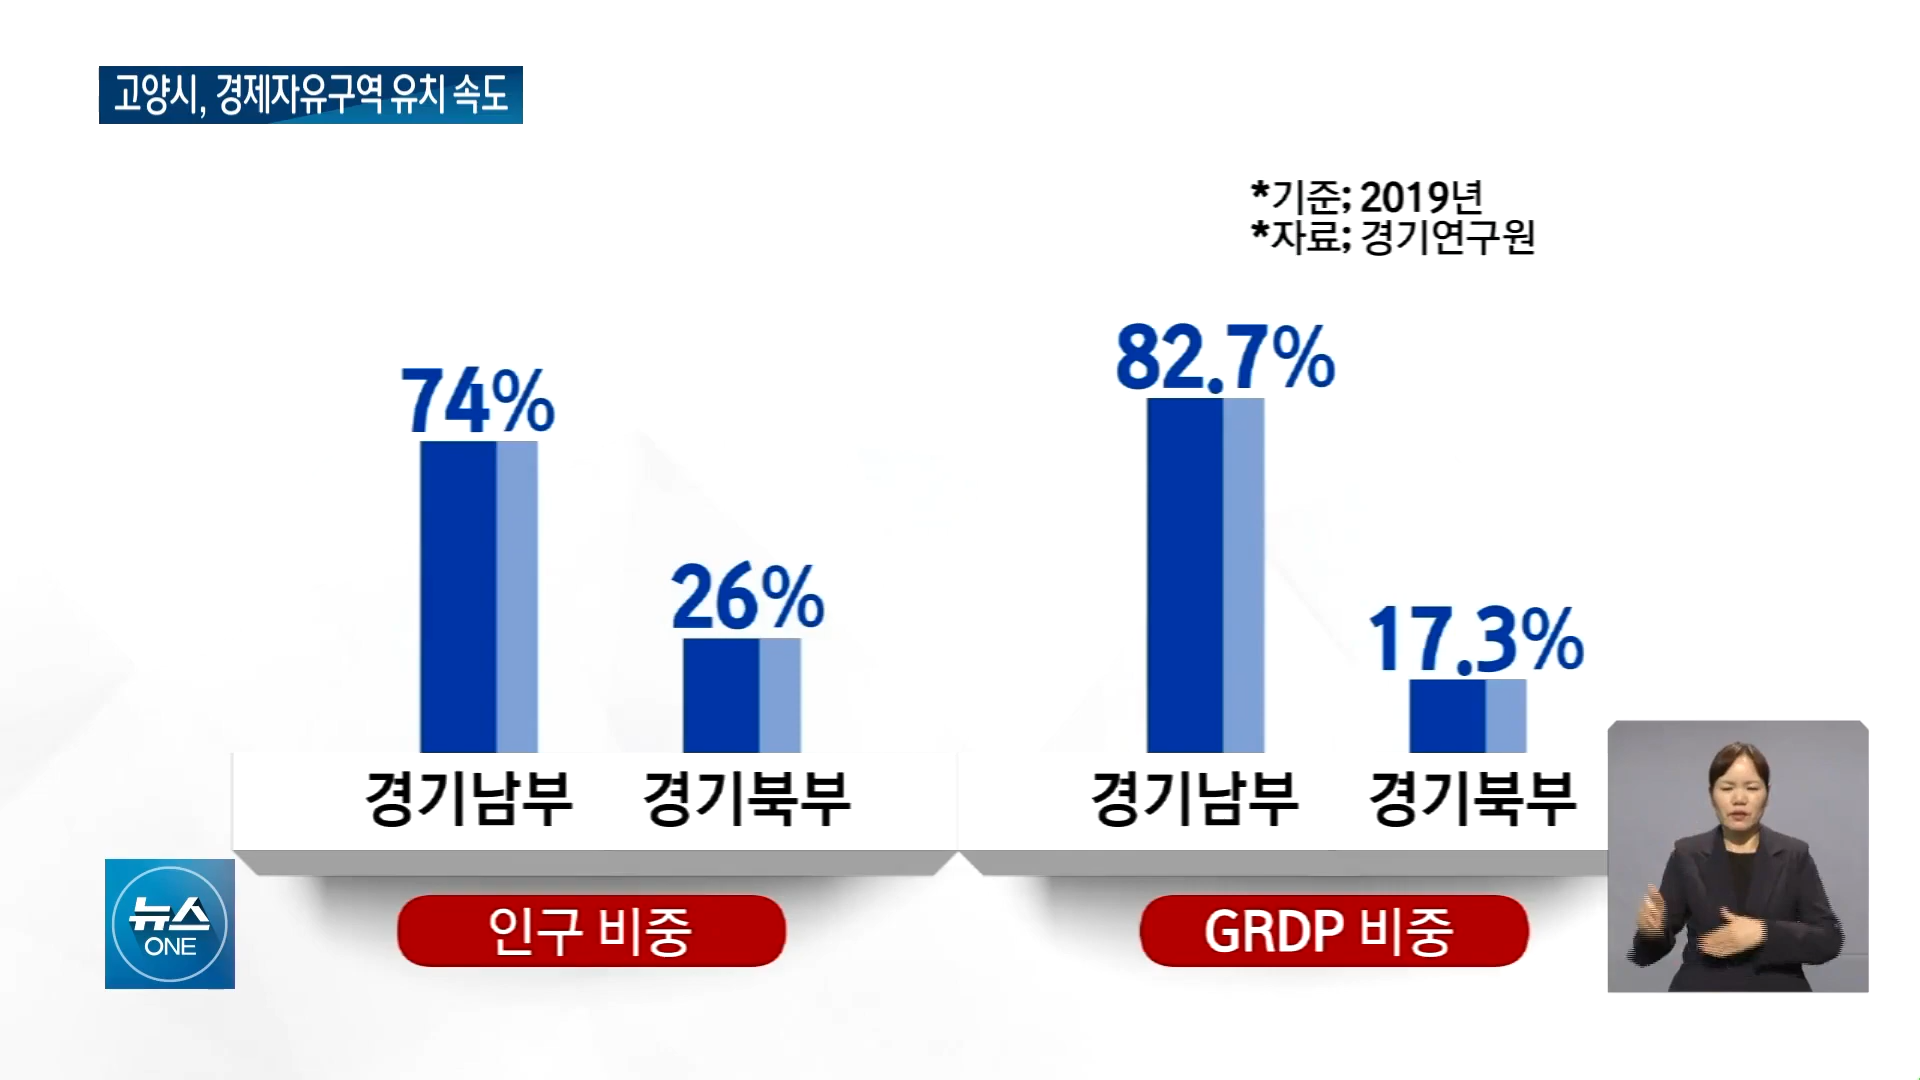 고양시, 경제자유구역 유치 속도
*기준; 2019년
*자료; 경기연구원
74%
26%
82.7%
17.3%
경기남부
경기북부
경기남부
경기북부
인구 비중
GRDP 비중
뉴스
ONE